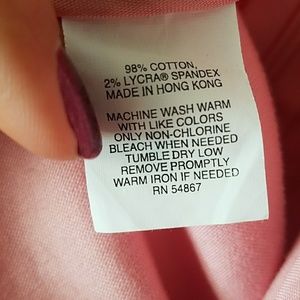 98% COTTON,
2% LYCRA® SPANDEX
MADE IN HONG KONG
MACHINE WASH WARM
WITH LIKE COLORS
ONLY NON-CHLORINE
BLEACH WHEN NEEDED
TUMBLE DRY LOW
REMOVE PROMPTLY
WARM IRON IF NEEDED
RN 54867